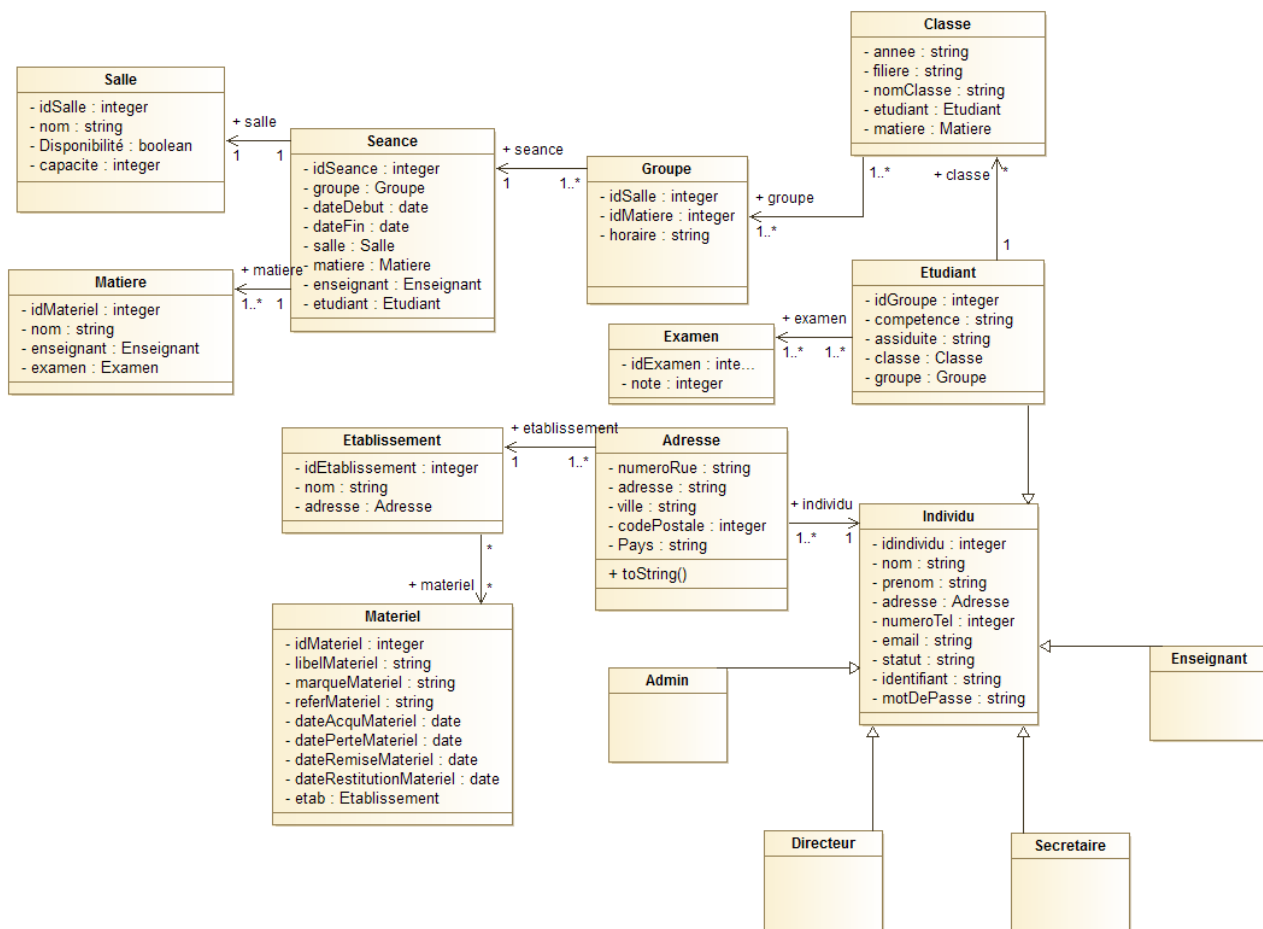 Classe
- annee : string
- filiere : string
- nomClasse : string
- etudiant : Etudiant
- matiere : Matiere
Salle
- idSalle : integer
- nom : string
- Disponibilité : boolean
- capacite : integer
+ salle
1
1
Seance
- idSeance : integer
- groupe : Groupe
- dateDebut : date
- dateFin : date
- salle : Salle
- matiere : Matiere
- enseignant : Enseignant
- etudiant : Etudiant
+ seance
1
1..*
Groupe
- idSalle : integer
- idMatiere : integer
- horaire : string
+ groupe
1..*
1..*
+ classe
*
1
Matiere
- idMateriel : integer
- nom : string
- enseignant : Enseignant
- examen : Examen
+ matiere
1..*
1
Etudiant
- idGroupe : integer
- competence : string
- assiduite : string
- classe : Classe
- groupe : Groupe
+ examen
1..*
1..*
Examen
- idExamen : inte...
- note : integer
Etablissement
- idEtablissement : integer
- nom : string
- adresse : Adresse
+ etablissement
1
1..*
Adresse
- numeroRue : string
- adresse : string
- ville : string
- codePostale : integer
- Pays : string
+ toString()
+ individu
1..*
1
Individu
- idindividu : integer
- nom : string
- prenom : string
- adresse : Adresse
- numeroTel : integer
- email : string
- statut : string
- identifiant : string
- motDePasse : string
*
+ materiel
*
Materiel
- idMateriel : integer
- libelMateriel : string
- marqueMateriel : string
- referMateriel : string
- dateAcquMateriel : date
- datePerteMateriel : date
- dateRemiseMateriel : date
- dateRestitutionMateriel : date
- etab : Etablissement
Admin
Enseignant
Directeur
Secretaire